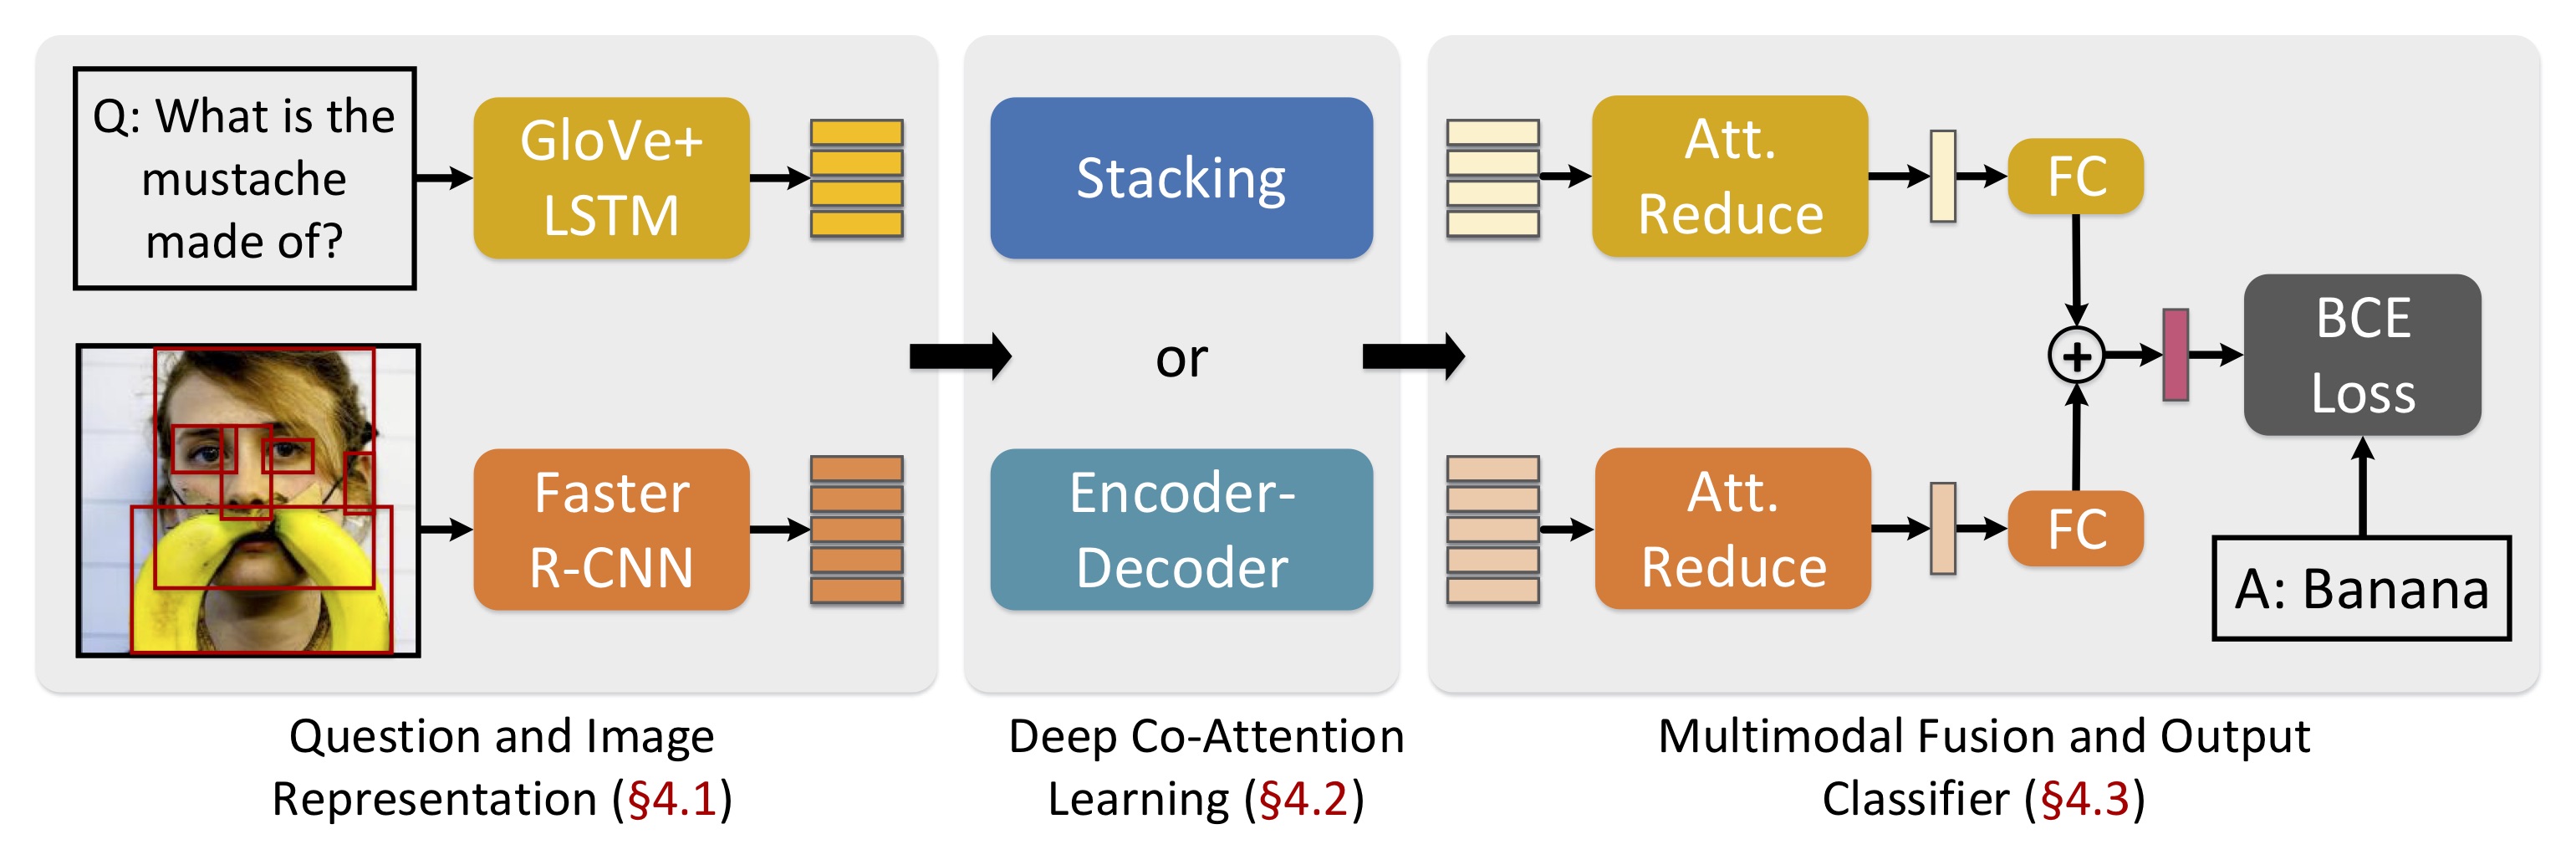 Q: What is the
mustache
made of?
GloVe+
LSTM
Faster
R-CNN
Question and Image
Representation (§4.1)
Stacking
or
Encoder-
Decoder
Deep Co-Attention
Learning (§4.2)
Att.
Reduce
FC
Att.
Reduce
FC
+
BCE
Loss
A: Banana
Multimodal Fusion and Output
Classifier (§4.3)